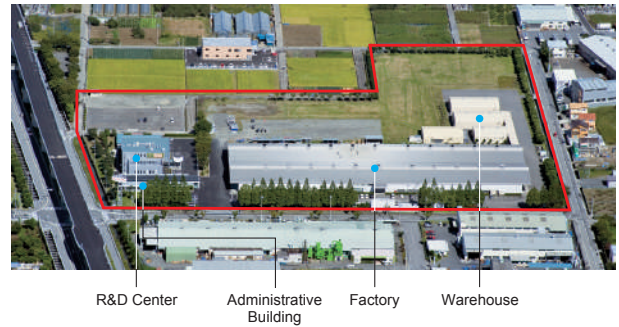 R&D Center
Administrative
Building
Factory
Warehouse